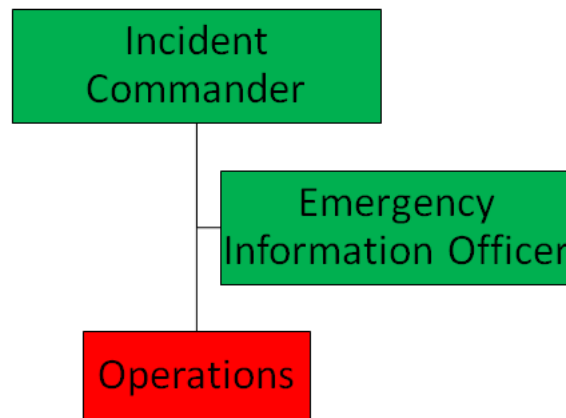 Incident
Commander
Emergency
Information Officer
Operations